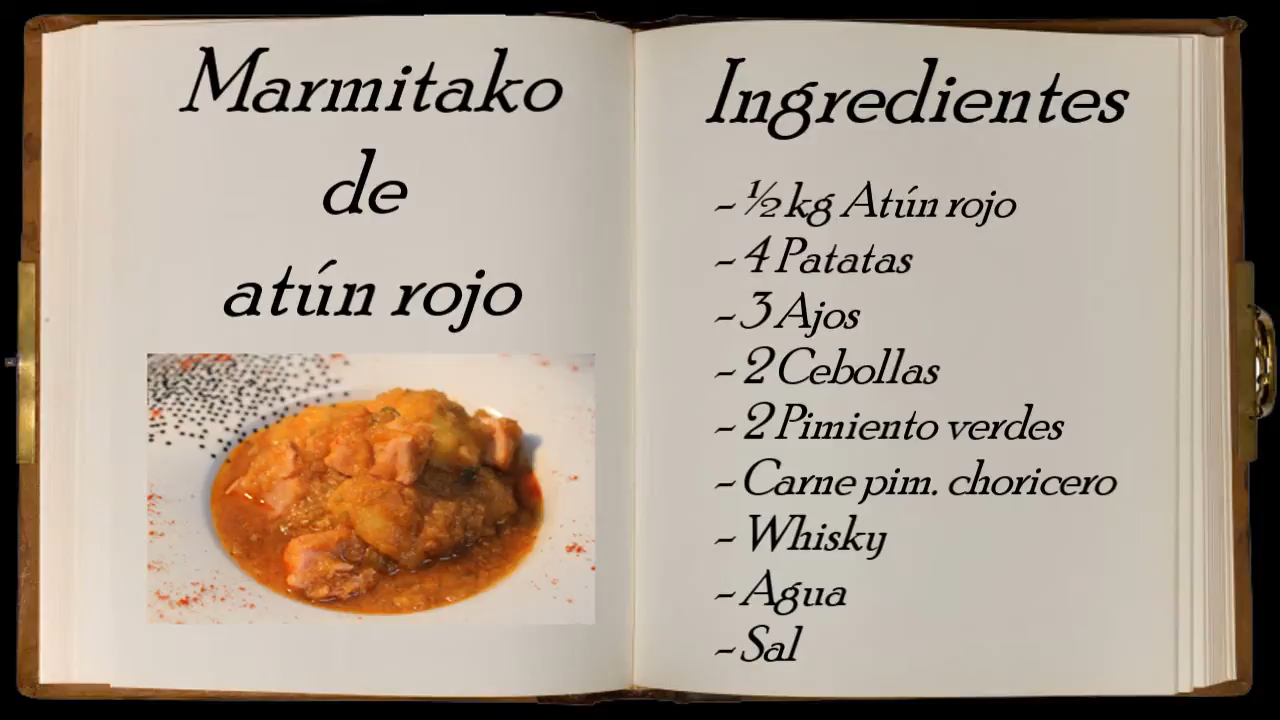 Marmitako
de
atún rojo
Ingredientes
- ½ kg Atún rojo
- 4 Patatas
- 3 Ajos
- 2 Cebollas
- 2 Pimiento verdes
- Carne pim. choricero
- Whisky
- Agua
- Sal